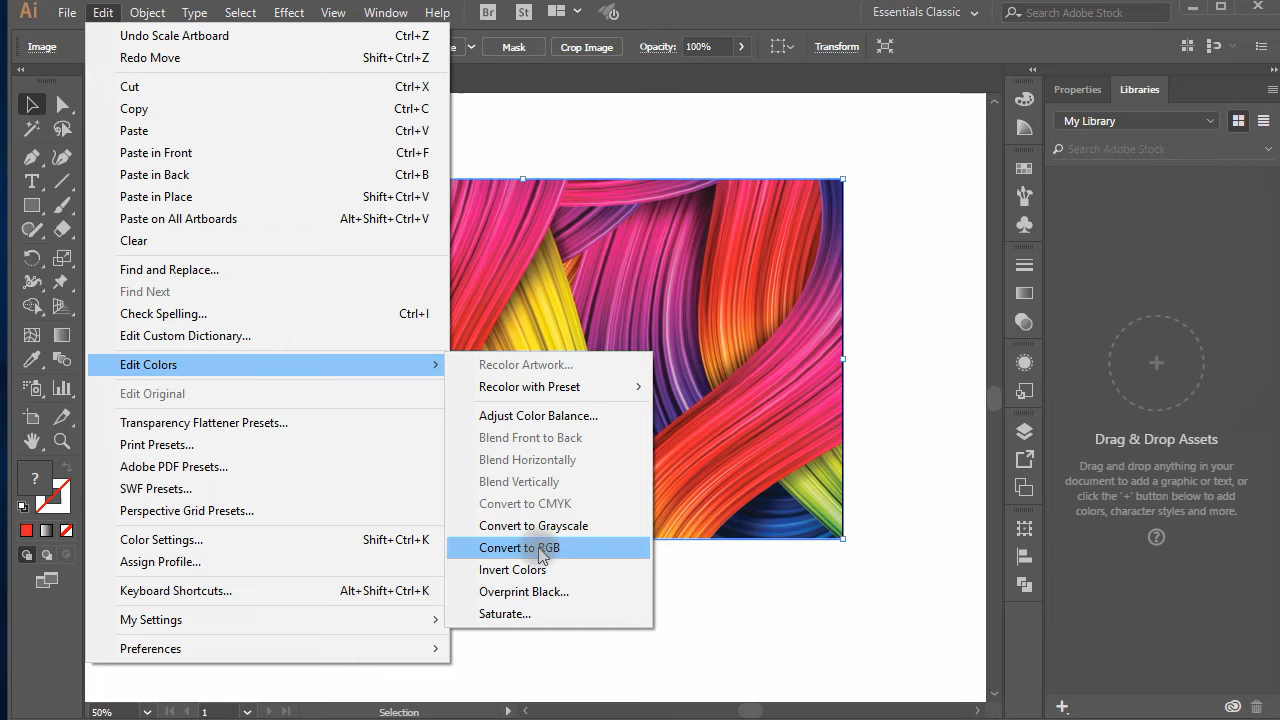 Ai File Edit Object Type Select Effect View Window Help Br St Essentials Classic Search Adobe Stock
Image Mask Crop Image Opacity: 100% Transform
Undo Scale Artboard Ctrl+Z
Redo Move Shift+Ctrl+Z
Cut Ctrl+X
Copy Ctrl+C
Paste Ctrl+V
Paste in Front Ctrl+F
Paste in Back Ctrl+B
Paste in Place Shift+Ctrl+V
Paste on All Artboards Alt+Shift+Ctrl+V
Clear
Find and Replace...
Find Next
Check Spelling... Ctrl+I
Edit Custom Dictionary...
Edit Colors
Edit Original
Transparency Flattener Presets...
Print Presets...
Adobe PDF Presets...
SWF Presets...
Perspective Grid Presets...
Color Settings... Shift+Ctrl+K
Assign Profile...
Keyboard Shortcuts... Alt+Shift+Ctrl+K
My Settings
Preferences
Recolor Artwork...
Recolor with Preset
Adjust Color Balance...
Blend Front to Back
Blend Horizontally
Blend Vertically
Convert to CMYK
Convert to Grayscale
Convert to RGB
Invert Colors
Overprint Black...
Saturate...
Properties Libraries
My Library
Search Adobe Stock
Drag & Drop Assets
Drag and drop anything in your
document to add a graphic or text, or
click the '+' button below to add
colors, character styles and more.
?
?
50% 1 Selection